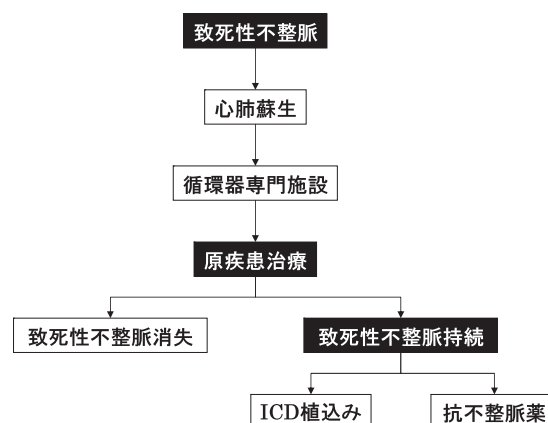 致死性不整脈
心肺蘇生
循環器専門施設
原疾患治療
致死性不整脈消失
致死性不整脈持続
ICD植込み
抗不整脈薬